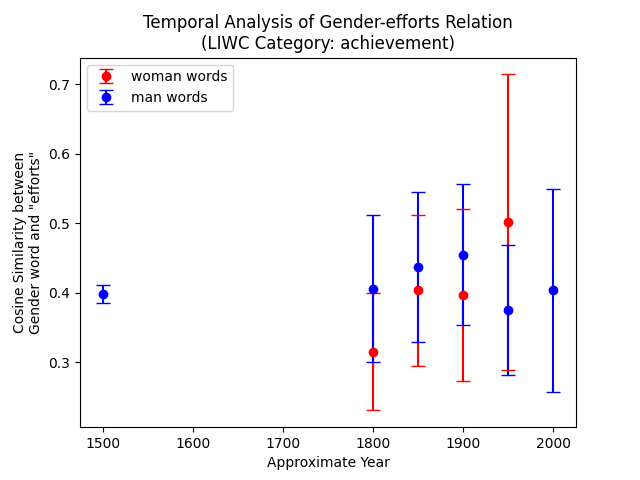 Temporal Analysis of Gender-efforts Relation
(LIWC Category: achievement)
woman words
man words
Cosine Similarity between
Gender word and "efforts"
0.7
0.6
0.5
0.4
0.3
1500
1600
1700
1800
1900
2000
Approximate Year